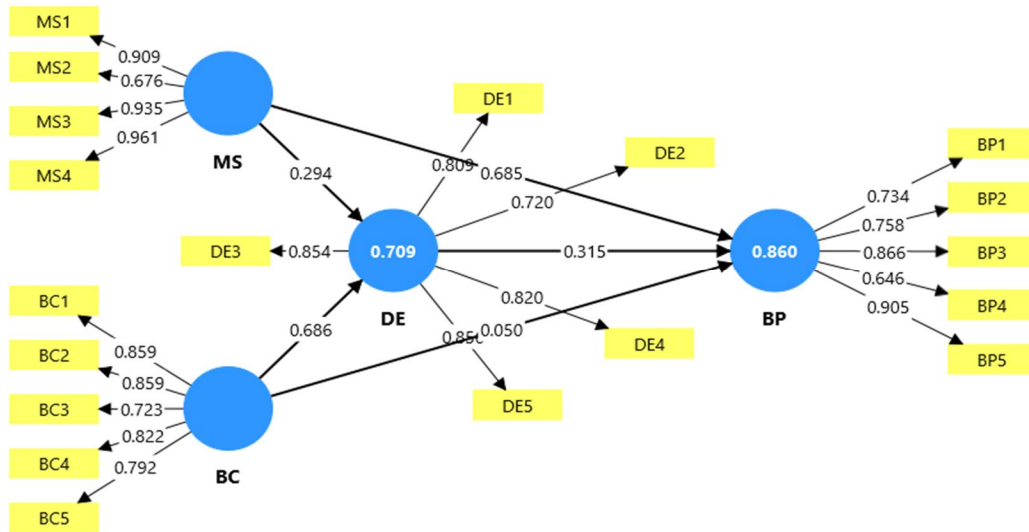 MS1
0.909
MS2
0.676
MS3
0.935
0.961
MS4
MS
0.294
DE1
0.809
0.685
DE2
0.720
DE3
0.854
0.709
DE
0.315
0.820
0.050
DE4
DE5
0.860
BP
BP1
0.734
BP2
0.758
BP3
0.866
0.646
BP4
0.905
BP5
BC1
0.859
0.686
BC2
0.859
BC3
0.723
0.822
BC4
0.792
BC
BC5